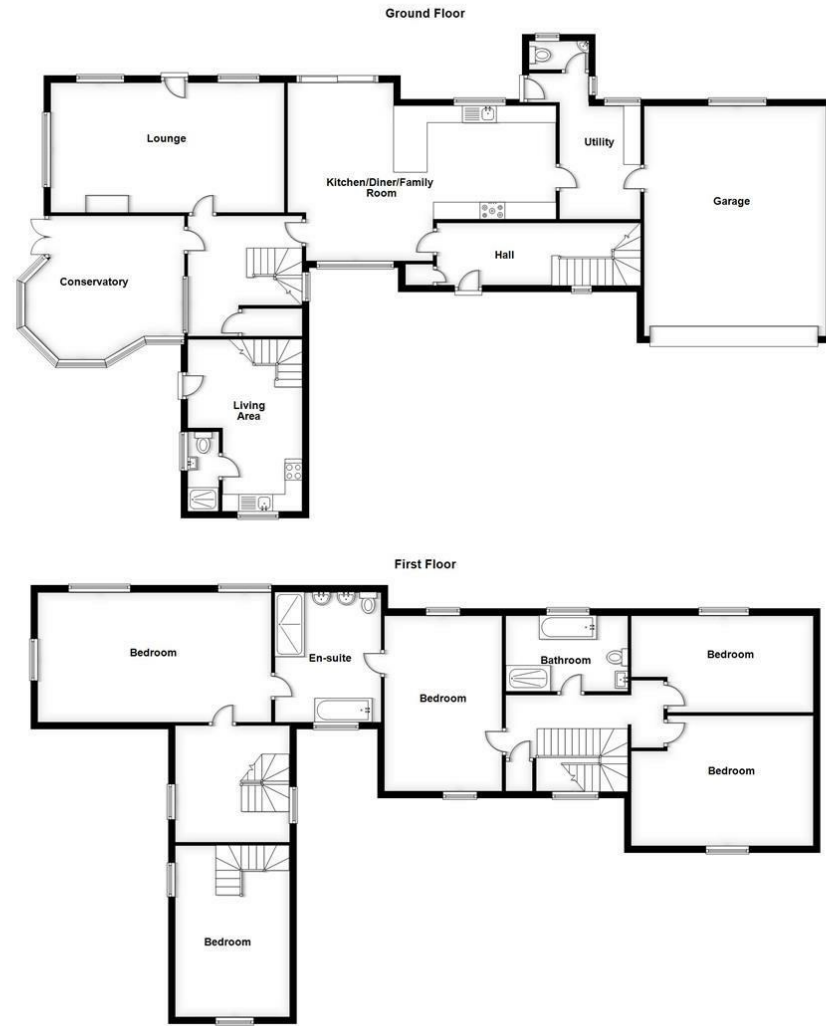 Ground Floor
Lounge
Utility
Kitchen/Diner/Family
Room
Garage
Hall
Conservatory
Living
Area
First Floor
Bedroom
En-suite
Bathroom
Bedroom
Bedroom
Bedroom
Bedroom